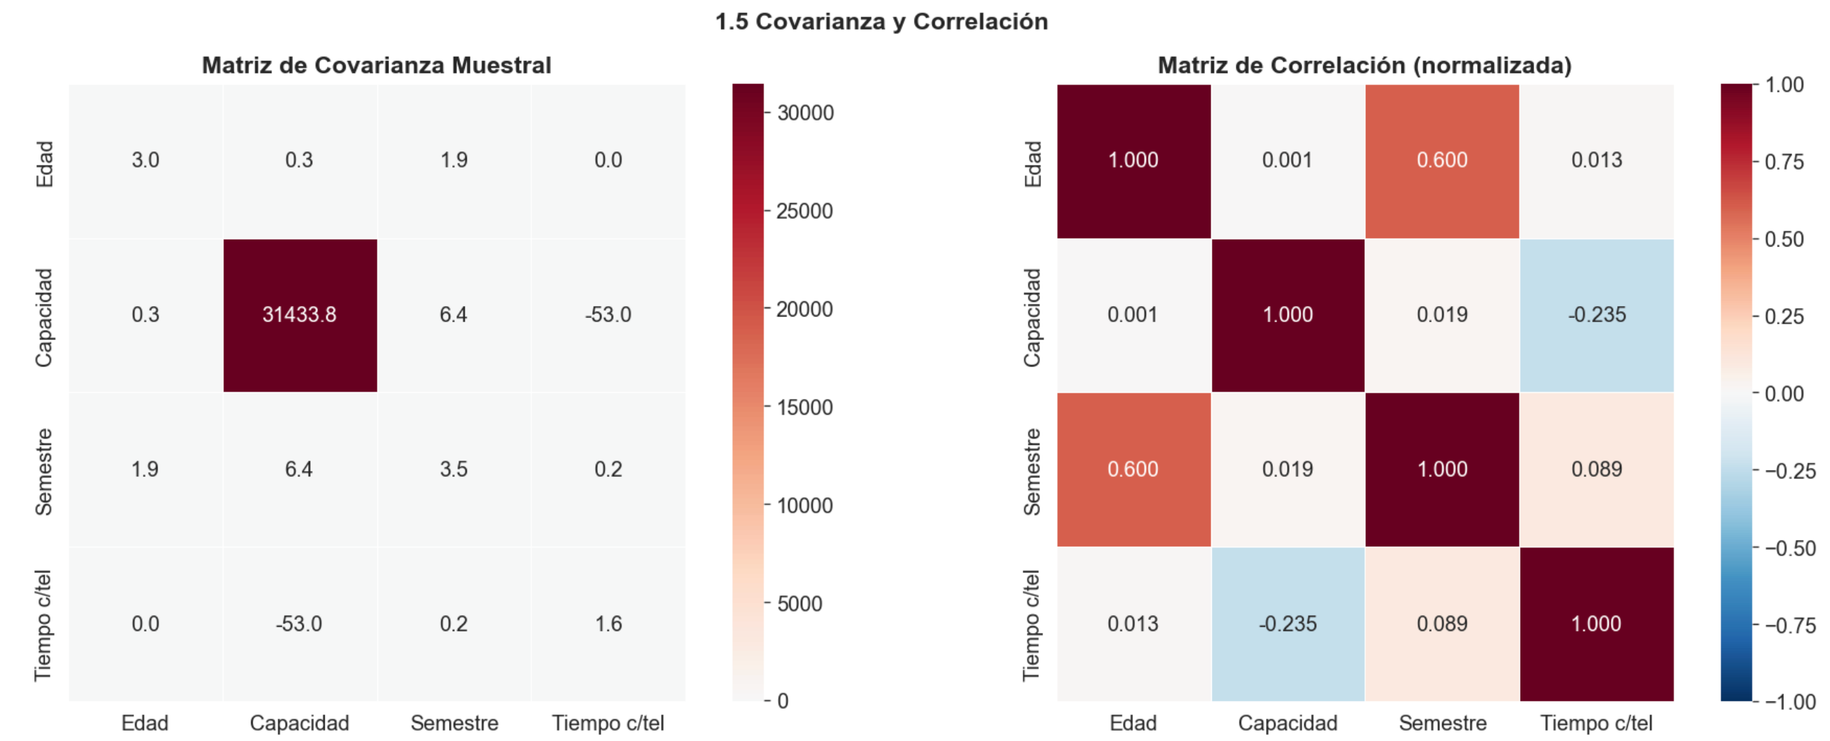 1.5 Covarianza y Correlación
Matriz de Covarianza Muestral
Edad 3.0 0.3 1.9 0.0
Capacidad 0.3 31433.8 6.4 -53.0
Semestre 1.9 6.4 3.5 0.2
Tiempo c/tel 0.0 -53.0 0.2 1.6
Edad Capacidad Semestre Tiempo c/tel
30000
25000
20000
15000
10000
5000
0
Matriz de Correlación (normalizada)
Edad 1.000 0.001 0.600 0.013
Capacidad 0.001 1.000 0.019 -0.235
Semestre 0.600 0.019 1.000 0.089
Tiempo c/tel 0.013 -0.235 0.089 1.000
Edad Capacidad Semestre Tiempo c/tel
1.00
0.75
0.50
0.25
0.00
−0.25
−0.50
−0.75
−1.00